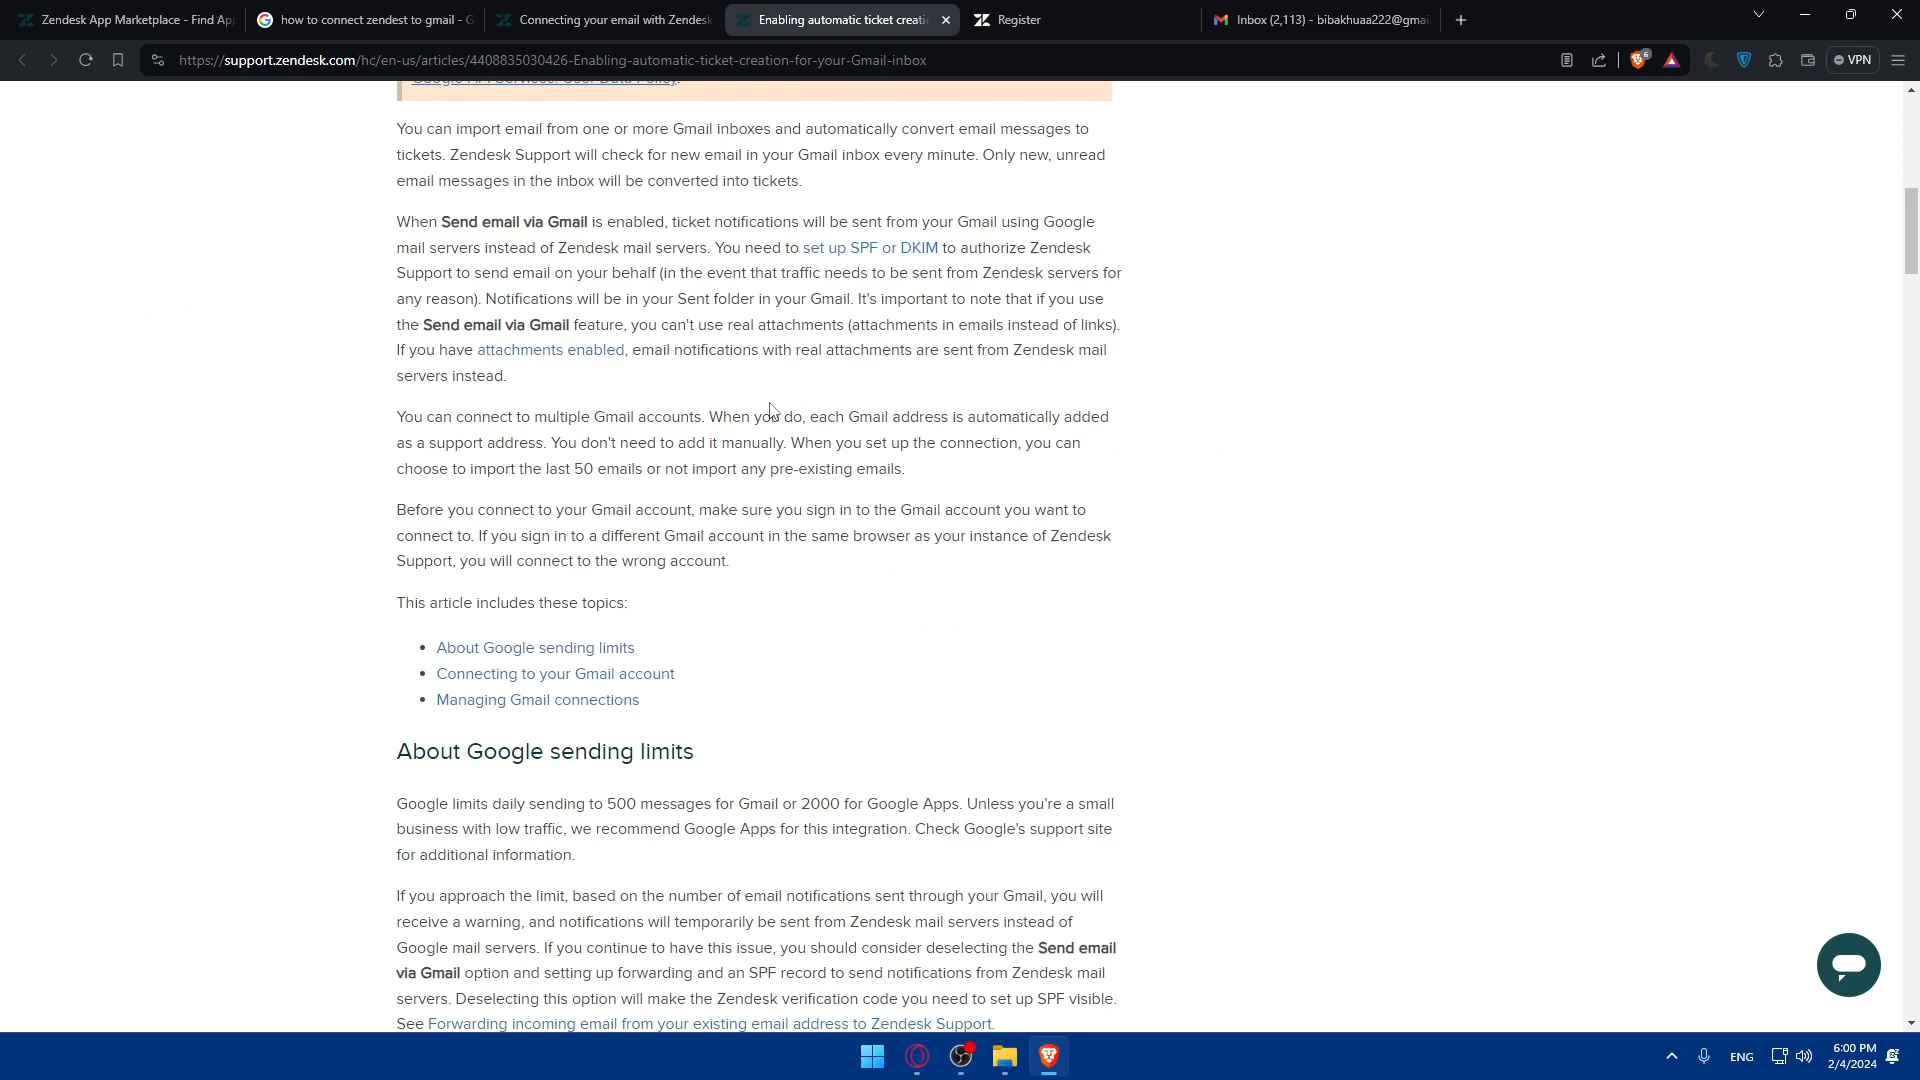 Zendesk App Marketplace - Find Ap
how to connect zendest to gmail - G
Connecting your email with Zendesk
Enabling automatic ticket creati
Register
Inbox (2,113) - bibakhuaa222@gmai
https://support.zendesk.com/hc/en-us/articles/4408835030426-Enabling-automatic-ticket-creation-for-your-Gmail-inbox
6
VPN
Google API Services: User Data Policy.
You can import email from one or more Gmail inboxes and automatically convert email messages to
tickets. Zendesk Support will check for new email in your Gmail inbox every minute. Only new, unread
email messages in the inbox will be converted into tickets.
When Send email via Gmail is enabled, ticket notifications will be sent from your Gmail using Google
mail servers instead of Zendesk mail servers. You need to set up SPF or DKIM to authorize Zendesk
Support to send email on your behalf (in the event that traffic needs to be sent from Zendesk servers for
any reason). Notifications will be in your Sent folder in your Gmail. It's important to note that if you use
the Send email via Gmail feature, you can't use real attachments (attachments in emails instead of links).
If you have attachments enabled, email notifications with real attachments are sent from Zendesk mail
servers instead.
You can connect to multiple Gmail accounts. When you do, each Gmail address is automatically added
as a support address. You don't need to add it manually. When you set up the connection, you can
choose to import the last 50 emails or not import any pre-existing emails.
Before you connect to your Gmail account, make sure you sign in to the Gmail account you want to
connect to. If you sign in to a different Gmail account in the same browser as your instance of Zendesk
Support, you will connect to the wrong account.
This article includes these topics:
• About Google sending limits
• Connecting to your Gmail account
• Managing Gmail connections
About Google sending limits
Google limits daily sending to 500 messages for Gmail or 2000 for Google Apps. Unless you're a small
business with low traffic, we recommend Google Apps for this integration. Check Google's support site
for additional information.
If you approach the limit, based on the number of email notifications sent through your Gmail, you will
receive a warning, and notifications will temporarily be sent from Zendesk mail servers instead of
Google mail servers. If you continue to have this issue, you should consider deselecting the Send email
via Gmail option and setting up forwarding and an SPF record to send notifications from Zendesk mail
servers. Deselecting this option will make the Zendesk verification code you need to set up SPF visible.
See Forwarding incoming email from your existing email address to Zendesk Support.
ENG
6:00 PM
2/4/2024